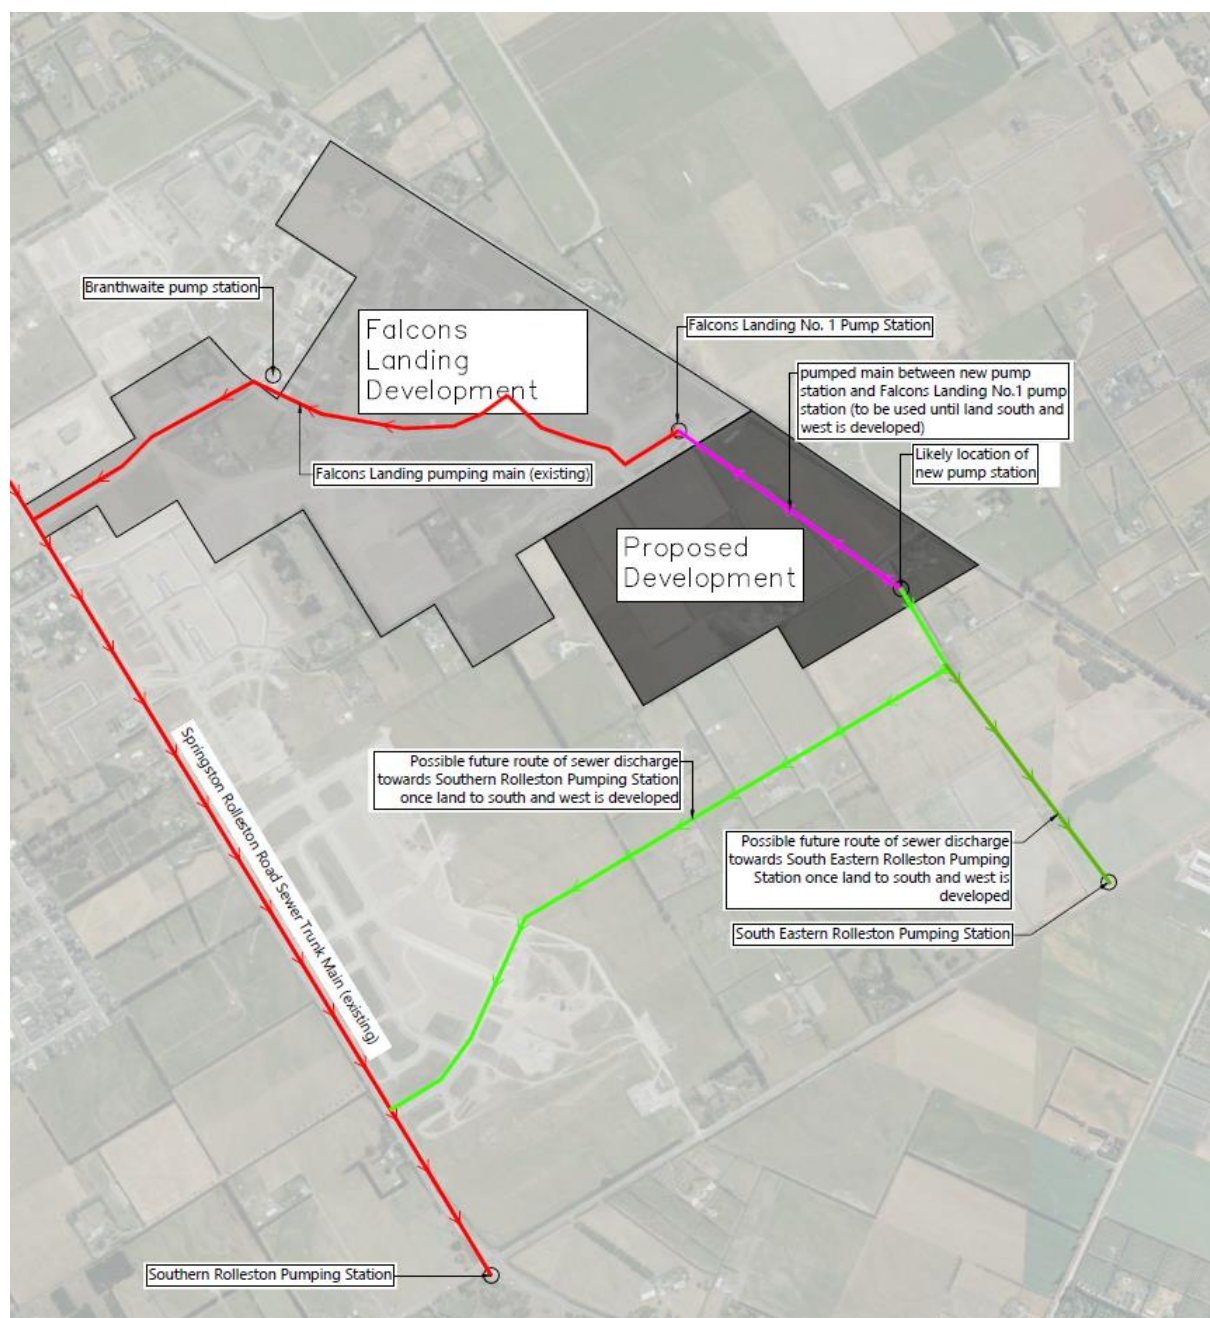 Branthwaite pump station
Falcons
Landing
Development
Falcons Landing No. 1 Pump Station
pumped main between new pump
station and Falcons Landing No.1 pump
station (to be used until land south and
west is developed)
Likely location of
new pump station
Falcons Landing pumping main (existing)
Proposed
Development
Springston Rolleston Road Sewer Trunk Main (existing)
Possible future route of sewer discharge
towards Southern Rolleston Pumping Station
once land to south and west is developed
Possible future route of sewer discharge
towards South Eastern Rolleston Pumping
Station once land to south and west is
developed
South Eastern Rolleston Pumping Station
Southern Rolleston Pumping Station